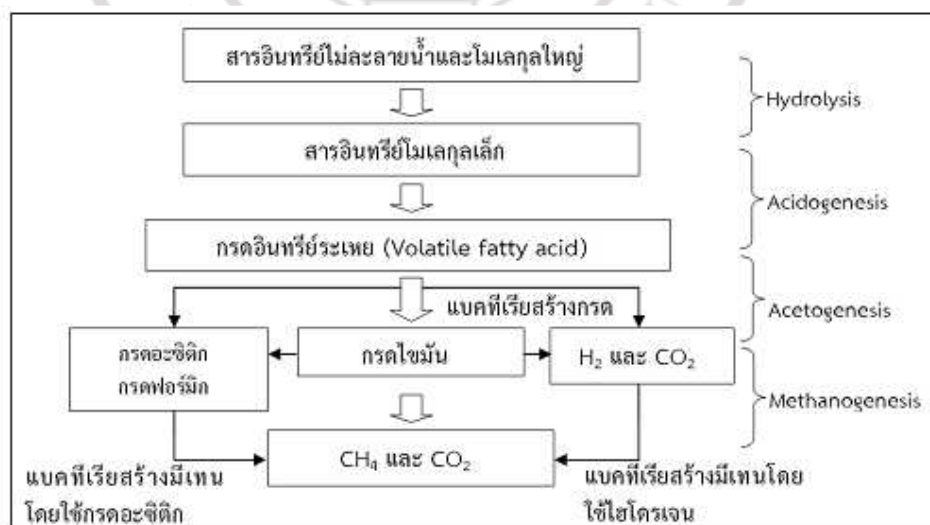 สารอินทรีย์ไม่ละลายน้ำและโมเลกุลใหญ่
Hydrolysis
สารอินทรีย์โมเลกุลเล็ก
Acidogenesis
กรดอินทรีย์ระเหย (Volatile fatty acid)
แบคทีเรียสร้างกรด
Acetogenesis
กรดอะซิติก
กรดฟอร์มิก
กรดไขมัน
H₂ และ CO₂
Methanogenesis
CH₄ และ CO₂
แบคทีเรียสร้างมีเทน
โดยใช้กรดอะซิติก
แบคทีเรียสร้างมีเทนโดย
ใช้ไฮโดรเจน